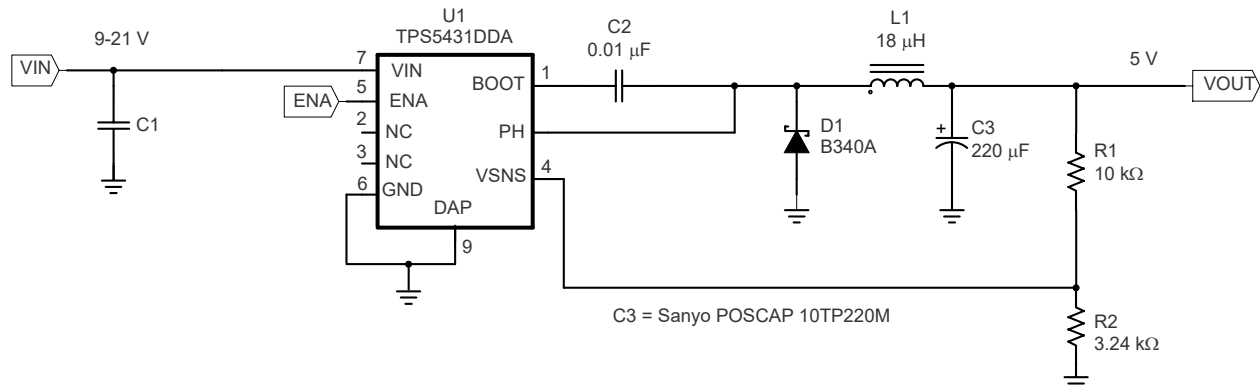 U1
TPS5431DDA
9-21 V
VIN
C1
ENA
7
5
2
3
6
VIN
ENA
NC
NC
GND
DAP
9
BOOT
PH
VSNS
1
4
C2
0.01 μF
L1
18 μH
5 V
VOUT
D1
B340A
+
C3
220 μF
R1
10 kΩ
C3 = Sanyo POSCAP 10TP220M
R2
3.24 kΩ